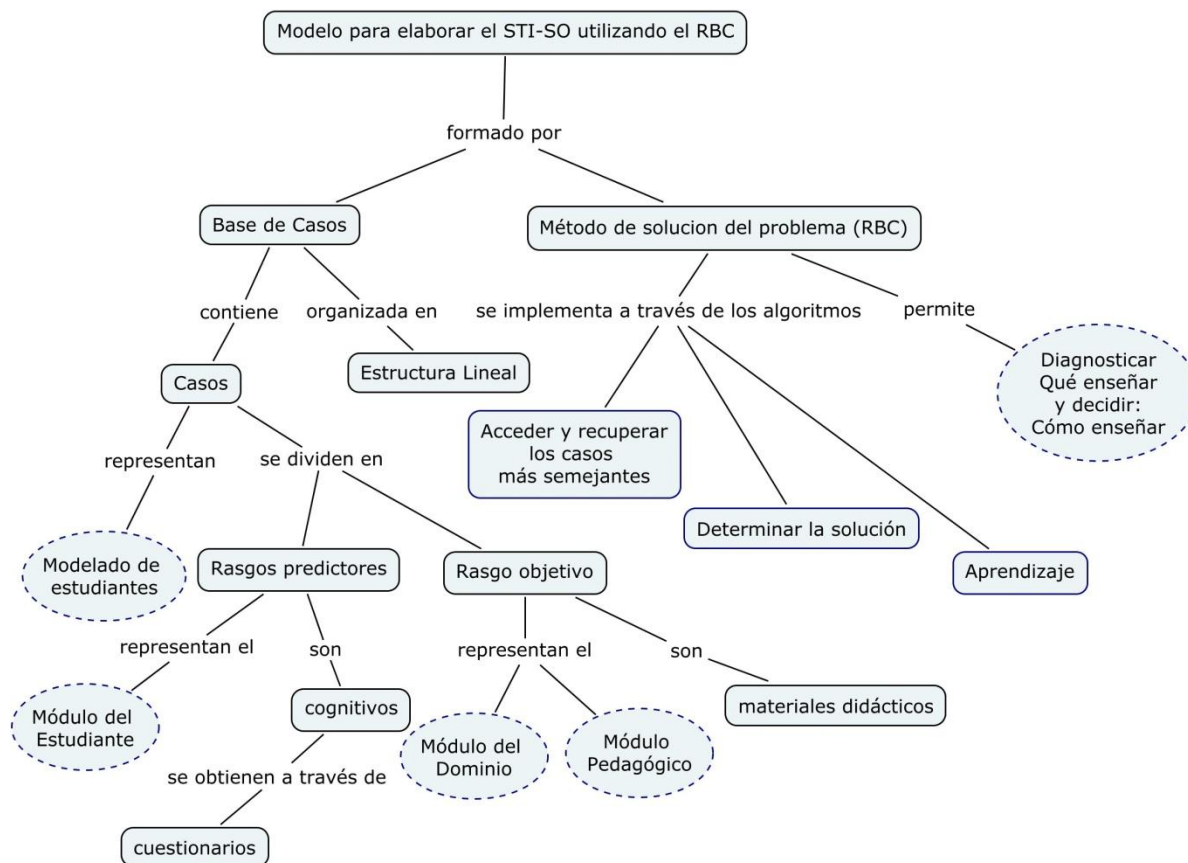 Modelo para elaborar el STI-SO utilizando el RBC
formado por
Base de Casos
Método de solucion del problema (RBC)
contiene
organizada en
se implementa a través de los algoritmos
permite
Casos
Estructura Lineal
Diagnosticar
Qué enseñar
y decidir:
Cómo enseñar
Acceder y recuperar
los casos
más semejantes
representan
se dividen en
Determinar la solución
Modelado de
estudiantes
Rasgos predictores
Rasgo objetivo
Aprendizaje
representan el
son
representan el
son
Módulo del
Estudiante
cognitivos
Módulo del
Dominio
Módulo
Pedagógico
materiales didácticos
se obtienen a través de
cuestionarios